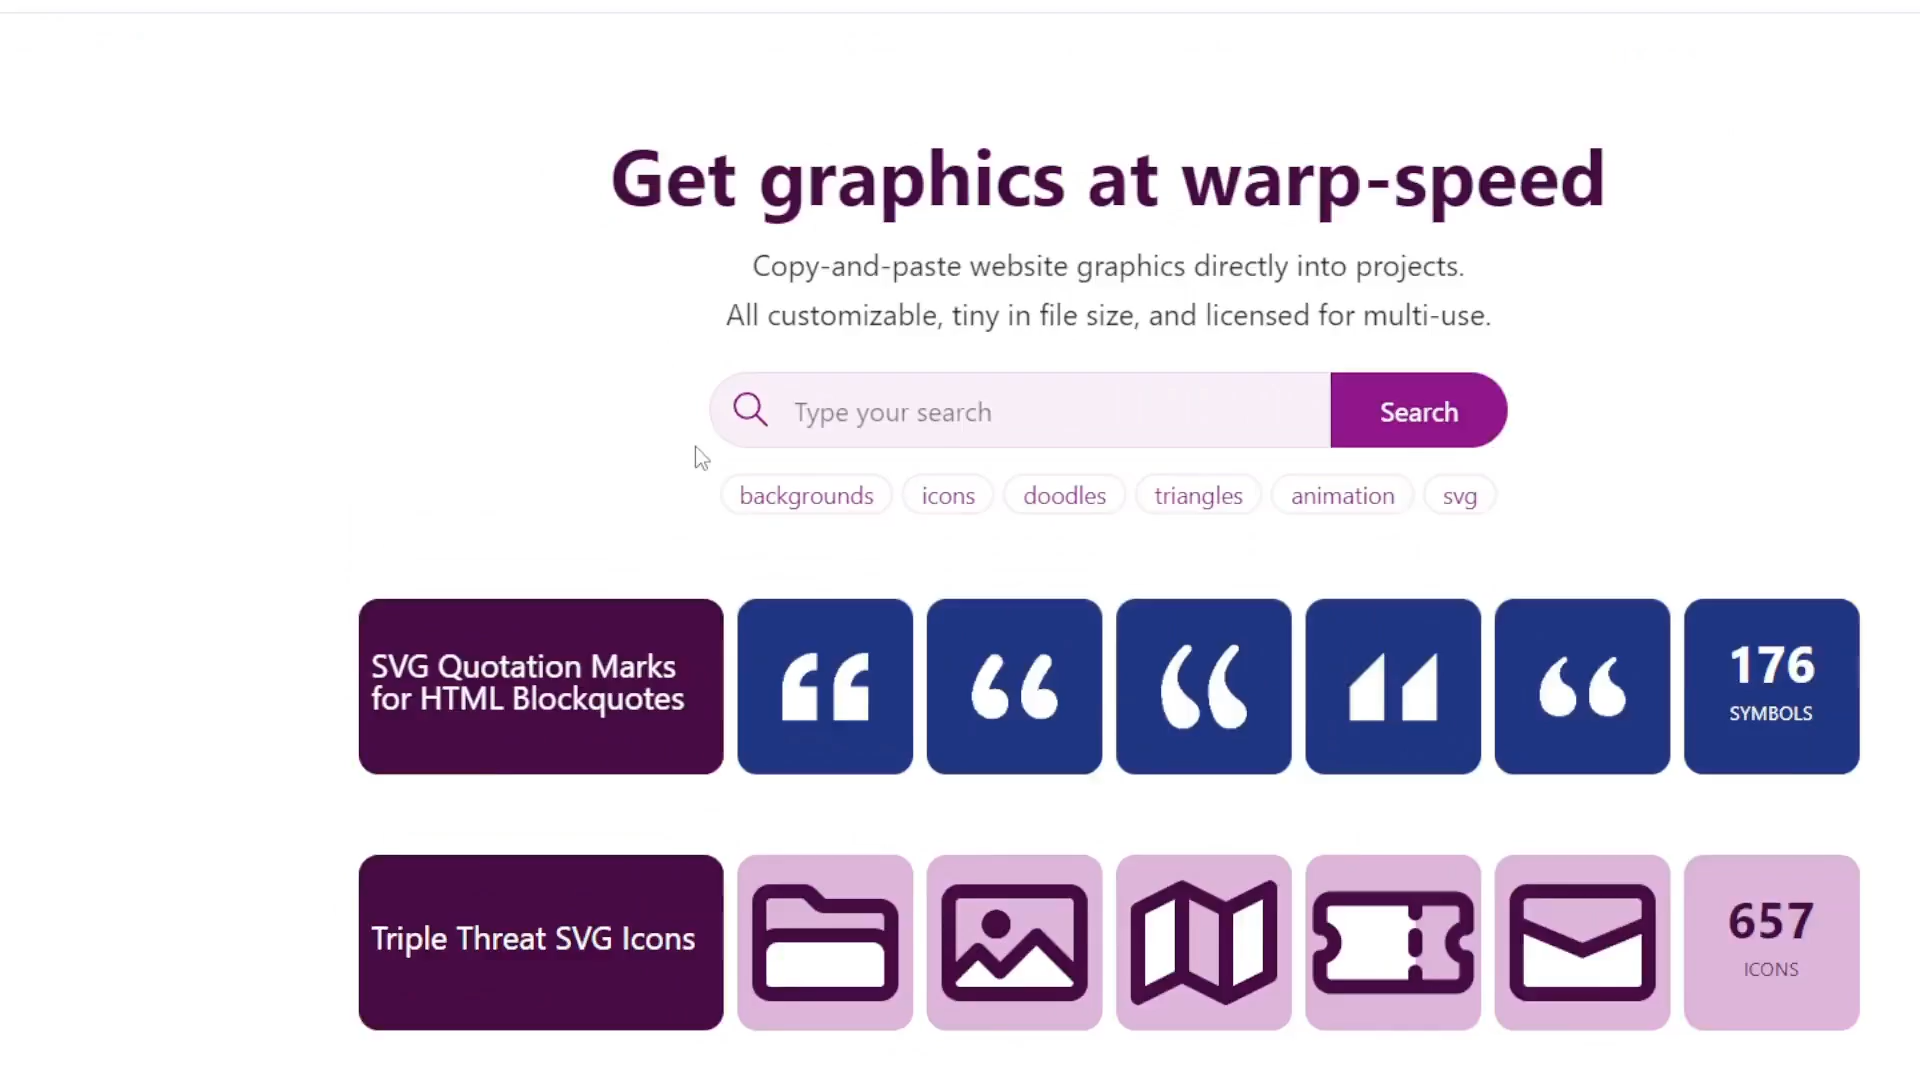 Get graphics at warp-speed
Copy-and-paste website graphics directly into projects.
All customizable, tiny in file size, and licensed for multi-use.
Type your search
Search
backgrounds
icons
doodles
triangles
animation
svg
SVG Quotation Marks
for HTML Blockquotes
176
SYMBOLS
Triple Threat SVG Icons
657
ICONS